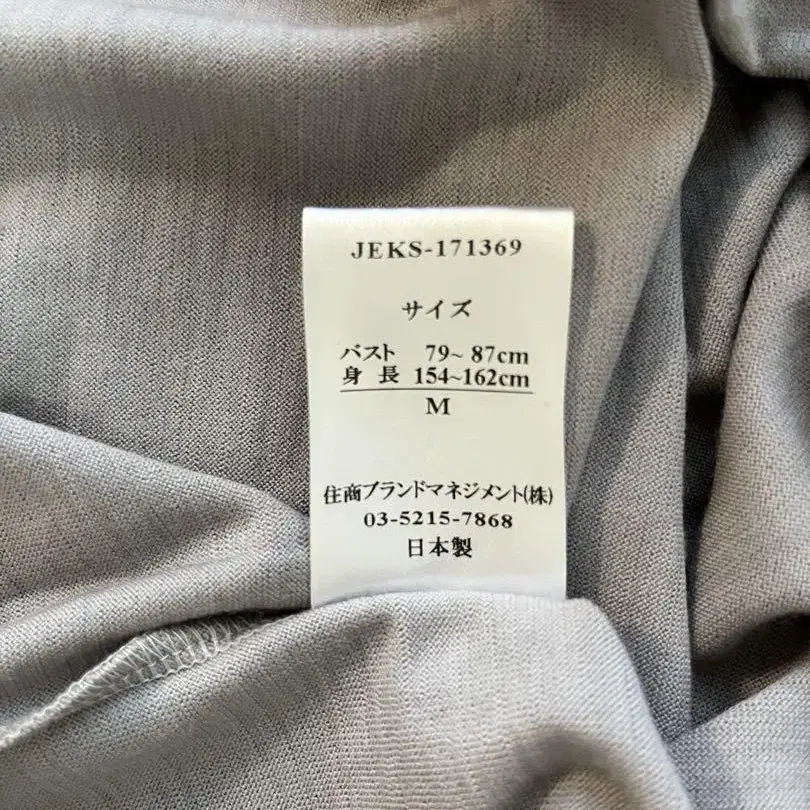 JEKS-171369
サイズ
バスト 79~ 87cm
身 長 154~162cm
M
住商ブランドマネジメント(株)
03-5215-7868
日本製